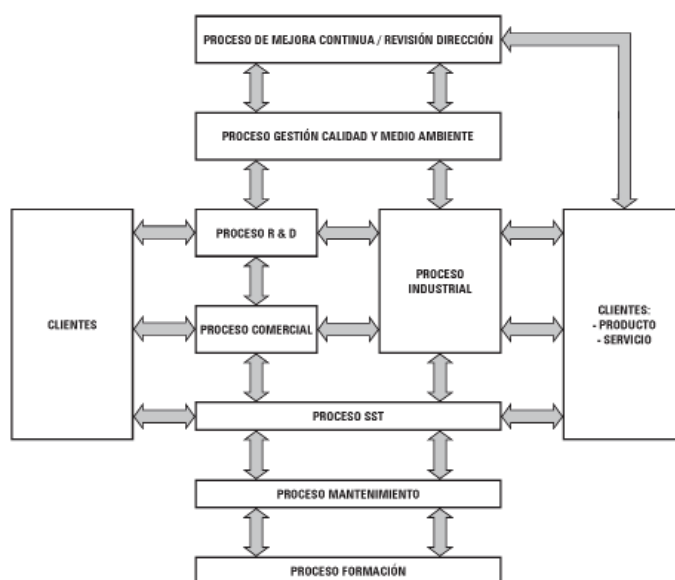 PROCESO DE MEJORA CONTINUA / REVISIÓN DIRECCIÓN
PROCESO GESTIÓN CALIDAD Y MEDIO AMBIENTE
CLIENTES
PROCESO R & D
PROCESO COMERCIAL
PROCESO
INDUSTRIAL
CLIENTES:
- PRODUCTO
- SERVICIO
PROCESO SST
PROCESO MANTENIMIENTO
PROCESO FORMACIÓN